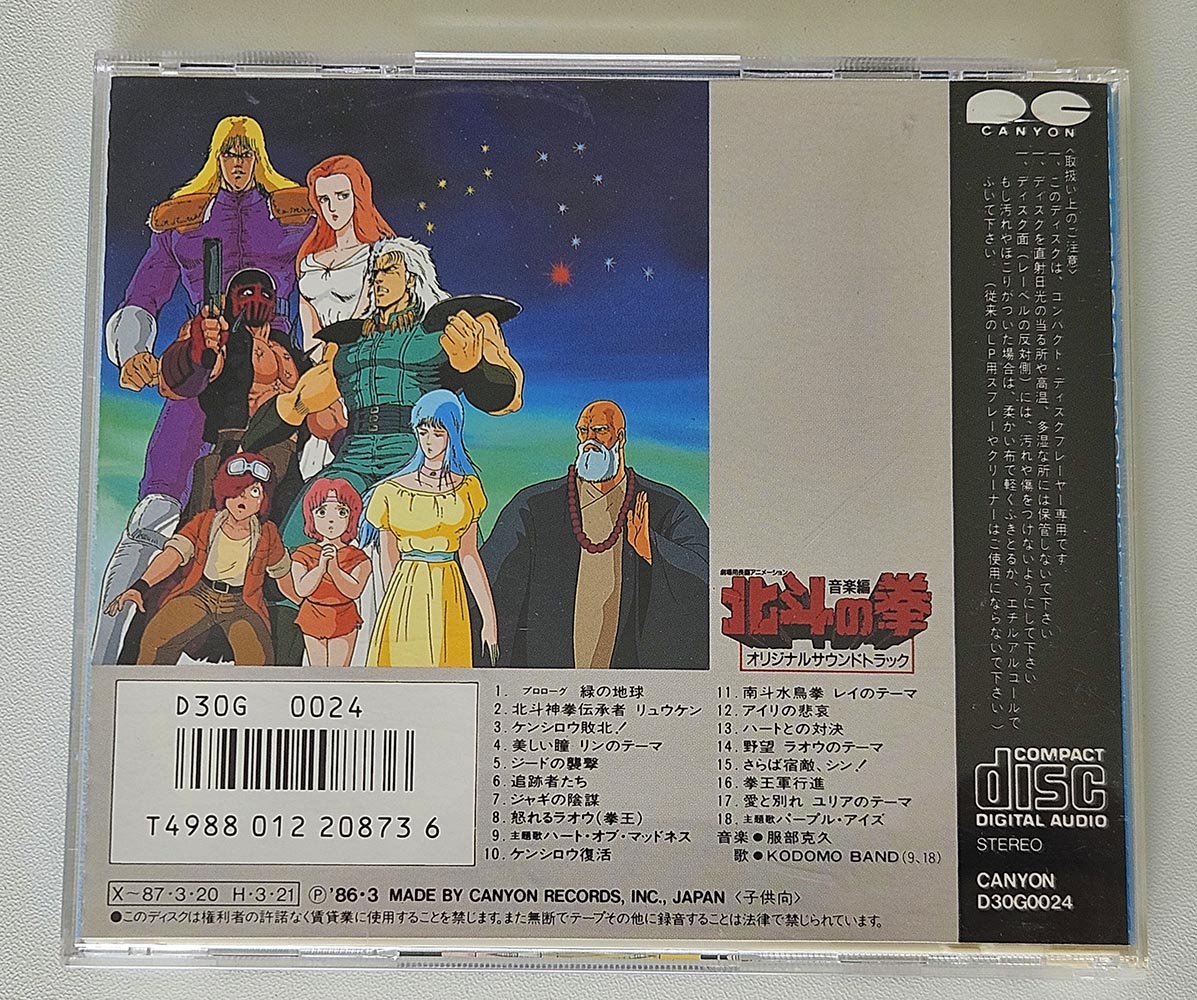 PC
CANYON
〈取扱い上のご注意〉
一、このディスクは、コンパクト・ディスクプレーヤー専用です。
一、ディスクを直射日光の当る所や高温、多湿な所には保管しないで下さい。
一、ディスク面(レーベルの反対側)には、汚れや傷をつけないようにして下さい。
もし汚れやほこりがついた場合は、柔かい布で軽くふきとるか、エチルアルコールで
ふいて下さい。(従来のLP用スプレーやクリーナーはご使用にならないで下さい)
劇場用長篇アニメーション
北斗の拳
音楽編
オリジナルサウンドトラック
D30G 0024
T4988 012 20873 6
1. プロローグ 緑の地球
2. 北斗神拳伝承者 リュウケン
3. ケンシロウ敗北!
4. 美しい瞳 リンのテーマ
5. ジードの襲撃
6. 追跡者たち
7. ジャギの陰謀
8. 怒れるラオウ(拳王)
9. 主題歌 ハート・オブ・マッドネス
10. ケンシロウ復活
11. 南斗水鳥拳 レイのテーマ
12. アイリの悲哀
13. ハートとの対決
14. 野望 ラオウのテーマ
15. さらば宿敵、シン!
16. 拳王軍行進
17. 愛と別れ ユリアのテーマ
18. 主題歌 パープル・アイズ
音楽●服部克久
歌●KODOMO BAND(9、18)
X~87・3・20 H・3・21 Ⓟ'86・3 MADE BY CANYON RECORDS, INC., JAPAN〈子供向〉
●このディスクは権利者の許諾なく賃貸業に使用することを禁じます。また無断でテープその他に録音することは法律で禁じられています。
COMPACT
disc
DIGITAL AUDIO
STEREO
CANYON
D30G0024